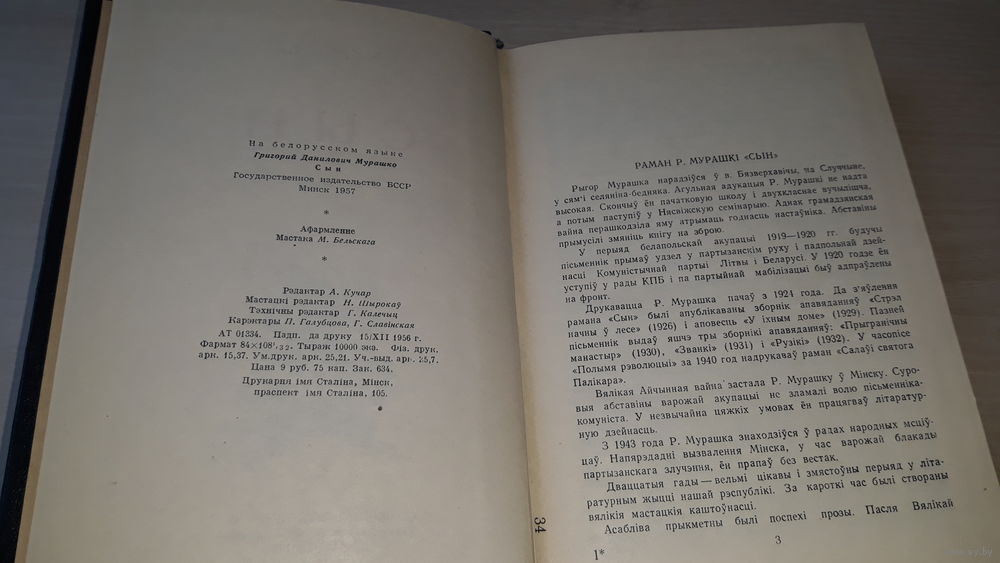 На белорусском языке
Григорий Данилович Мурашко
Сын
Государственное издательство БССР
Минск 1957
*
Афармленне
Мастака М. Бельскага
*
Рэдактар А. Кучар
Мастацкі рэдактар Н. Шырокаў
Тэхнічны рэдактар Г. Калечыц
Карэктары П. Галубцова, Г. Славінская
АТ 01334. Падп. да друку 15/XII 1956 г.
Фармат 84×108¹/₃₂. Тыраж 10000 экз. Фіз. друк.
арк. 15,37. Ум.друк. арк. 25,21. Уч.-выд. арк. 25,7.
Цана 9 руб. 75 кап. Зак. 634.
Друкарня імя Сталіна, Мінск,
праспект імя Сталіна, 105.
РАМАН Р. МУРАШКІ «СЫН»
Рыгор Мурашка нарадзіўся ў в. Бязверхавічы, на Случчыне,
у сям'і селяніна-бедняка. Агульная адукацыя Р. Мурашкі не надта
высокая. Скончыў ён пачатковую школу і двухкласнае вучылішча,
а потым паступіў у Нясвіжскую семінарыю. Аднак грамадзянская
вайна перашкодзіла яму атрымаць годнасць настаўніка. Абставіны
прымусілі змяніць кнігу на зброю.
У перыяд белапольскай акупацыі 1919—1920 гг. будучы
пісьменнік прымаў удзел у партызанскім руху і падпольнай дзей-
насці Комуністычнай партыі Літвы і Беларусі. У 1920 годзе ён
уступіў у рады КПБ і па партыйнай мабілізацыі быў адпраўлены
на фронт.
Друкавацца Р. Мурашка пачаў з 1924 года. Да з'яўлення
рамана «Сын» былі апублікаваны зборнік апавяданняў «Стрэл
начны ў лесе» (1926) і аповесць «У іхным доме» (1929). Пазней
пісьменнік выдаў яшчэ тры зборнікі апавяданняў: «Прыгранічны
манастыр» (1930), «Званкі» (1931) і «Рузікі» (1932). У часопісе
«Полымя рэволюцыі» за 1940 год надрукаваў раман «Салаўі святога
Палікара».
Вялікая Айчынная вайна застала Р. Мурашку ў Мінску. Суро-
выя абставіны варожай акупацыі не зламалі волю пісьменніка-
комуніста. У незвычайна цяжкіх умовах ён працягваў літаратур-
ную дзейнасць.
З 1943 года Р. Мурашка знаходзіўся ў радах народных мсціў-
цаў. Напярэдадні вызвалення Мінска, у час варожай блакады
партызанскага злучэння, ён прапаў без вестак.
Дваццатыя гады — вельмі цікавы і змястоўны перыяд у літа-
ратурным жыцці нашай рэспублікі. За кароткі час былі створаны
вялікія мастацкія каштоўнасці.
Асабліва прыкметны былі поспехі прозы. Пасля Вялікай
34
1*
3